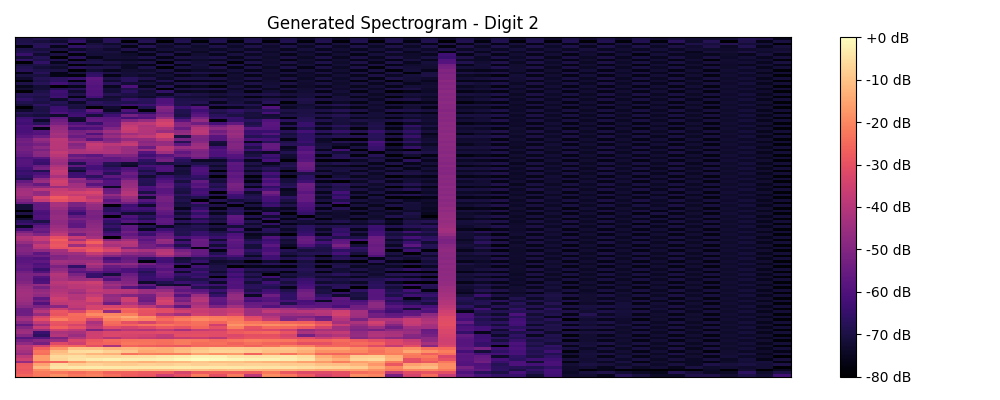 Generated Spectrogram - Digit 2
+0 dB
-10 dB
-20 dB
-30 dB
-40 dB
-50 dB
-60 dB
-70 dB
-80 dB